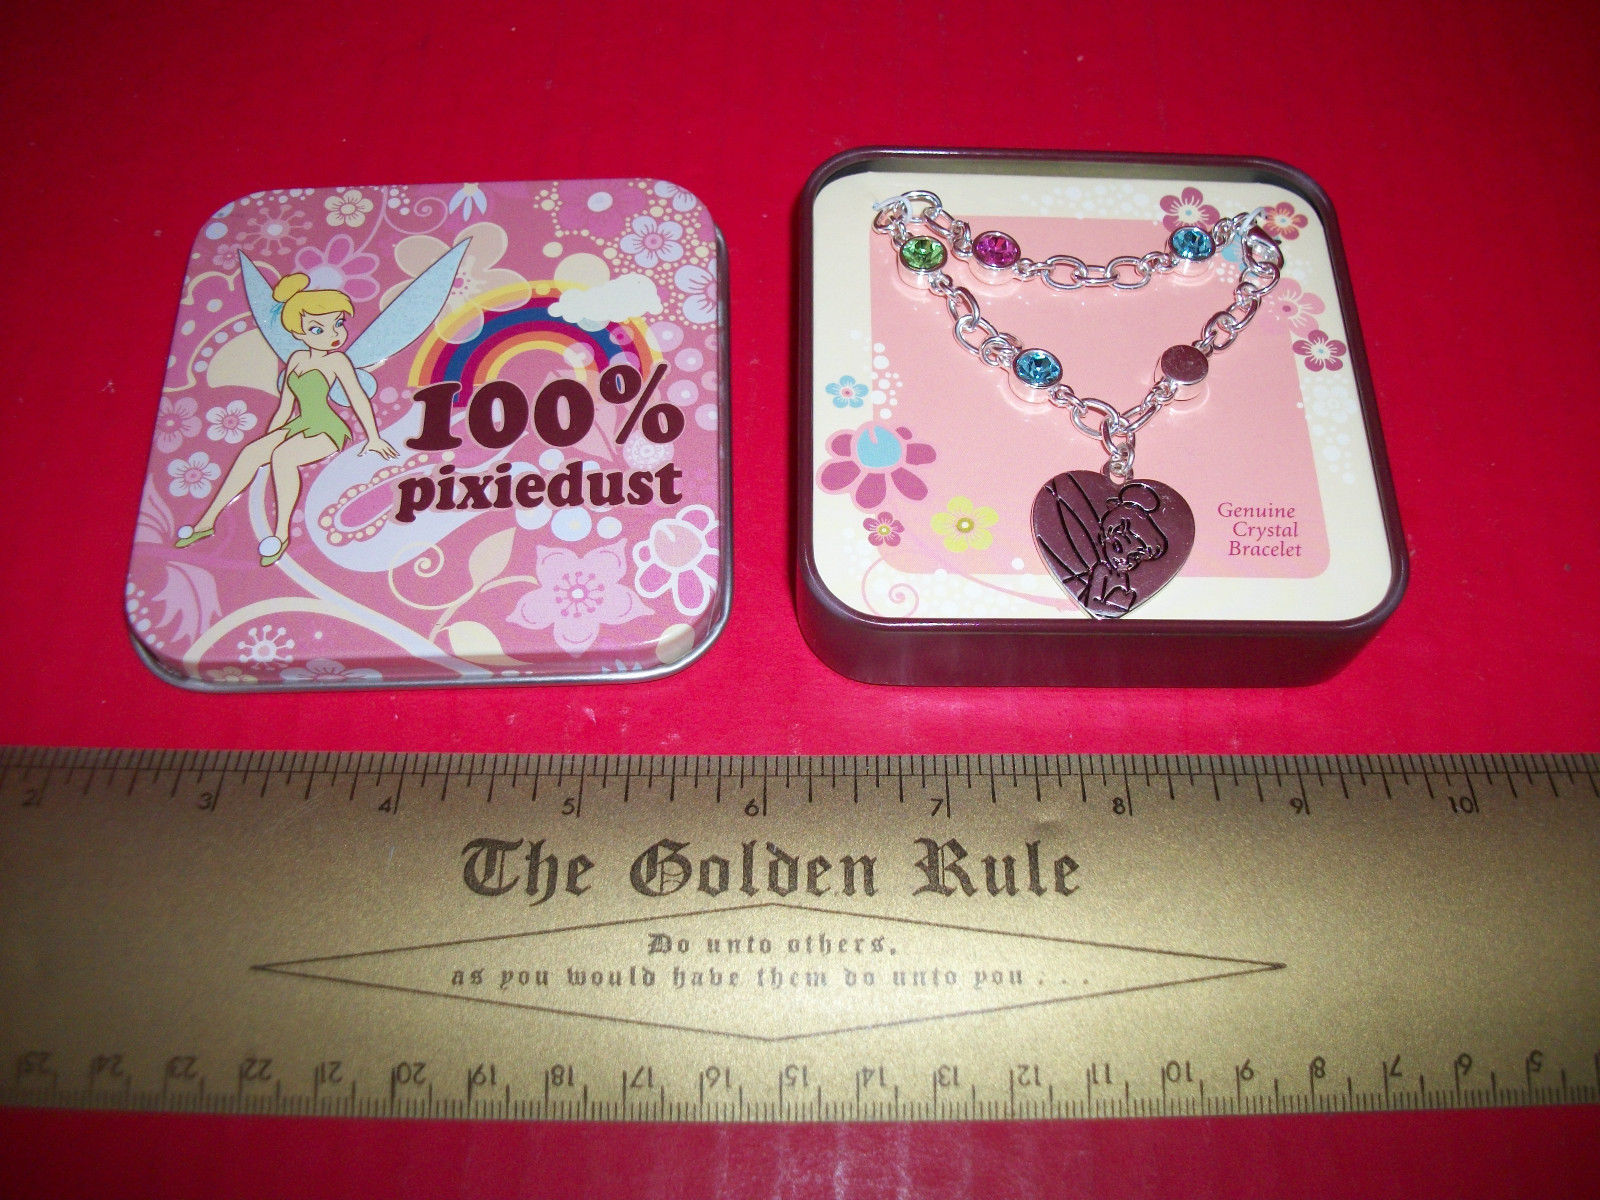 100%
pixiedust
Genuine
Crystal
Bracelet
2 3 4 5 6 7 8 9 10
The Golden Rule
Do unto others,
as you would have them do unto you . . .
25 24 23 22 21 20 19 18 17 16 15 14 13 12 11 10 9 8 7 6 5